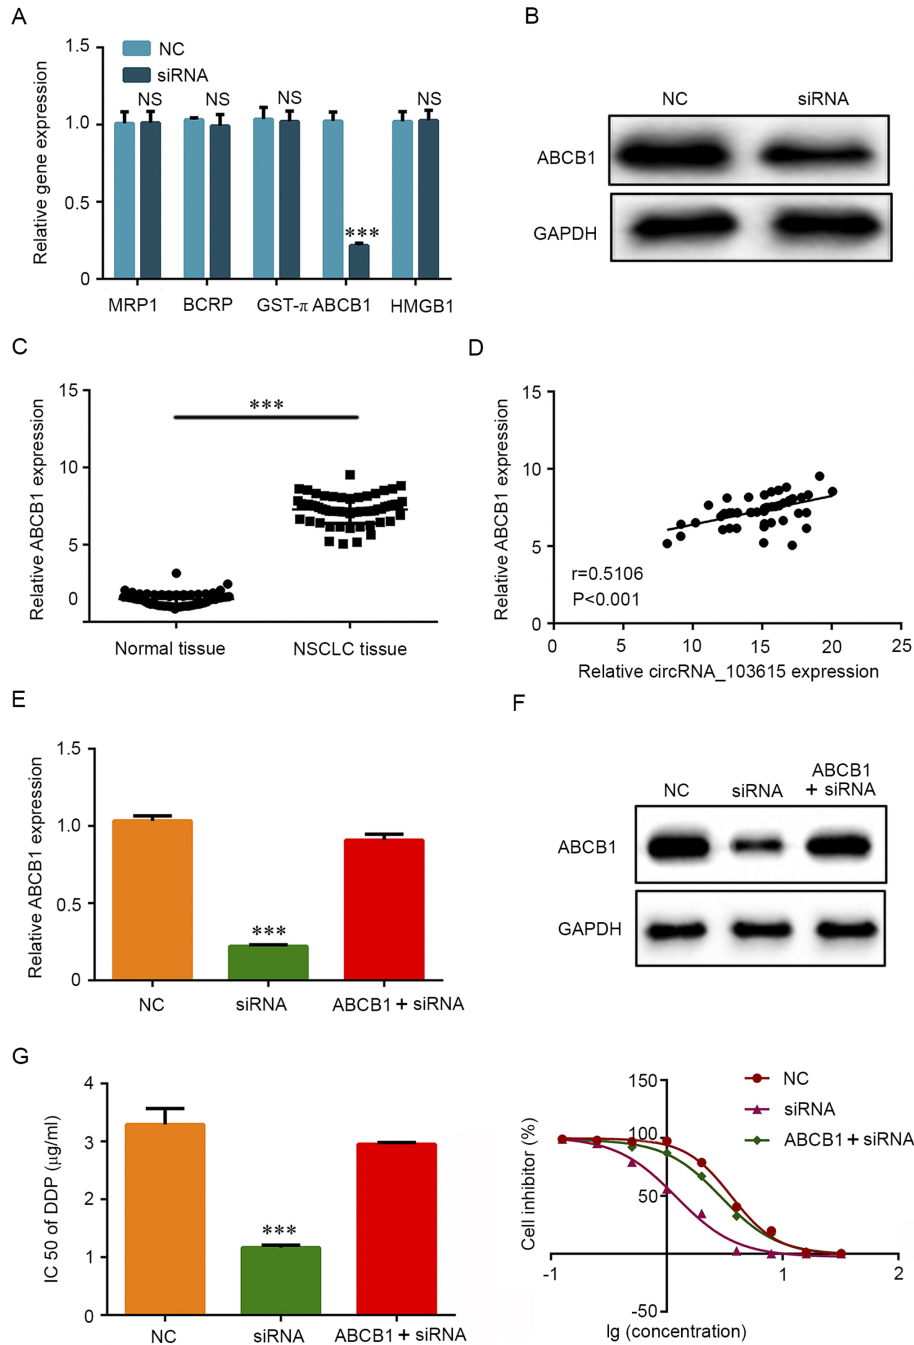 A
Relative gene expression
1.5
1.0
0.5
0
NC
siRNA
NS
NS
NS
***
NS
MRP1
BCRP
GST-π
ABCB1
HMGB1
B
NC
siRNA
ABCB1
GAPDH
C
Relative ABCB1 expression
15
10
5
0
***
Normal tissue
NSCLC tissue
D
Relative ABCB1 expression
15
10
5
0
r=0.5106
P<0.001
0
5
10
15
20
25
Relative circRNA_103615 expression
E
Relative ABCB1 expression
1.5
1.0
0.5
0
***
NC
siRNA
ABCB1 + siRNA
F
NC
siRNA
ABCB1
+ siRNA
ABCB1
GAPDH
G
IC 50 of DDP (μg/ml)
4
3
2
1
0
***
NC
siRNA
ABCB1 + siRNA
Cell inhibitor (%)
150
100
50
-50
-1
1
2
lg (concentration)
NC
siRNA
ABCB1 + siRNA